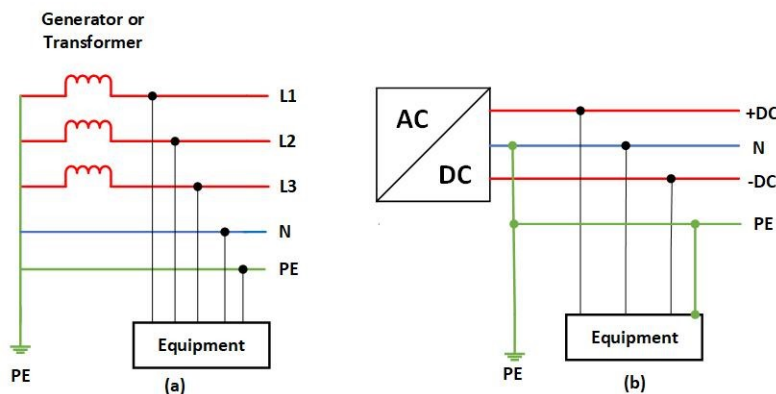 Generator or
Transformer
L1
L2
L3
N
PE
Equipment
PE
(a)
AC
DC
+DC
N
-DC
PE
Equipment
PE
(b)